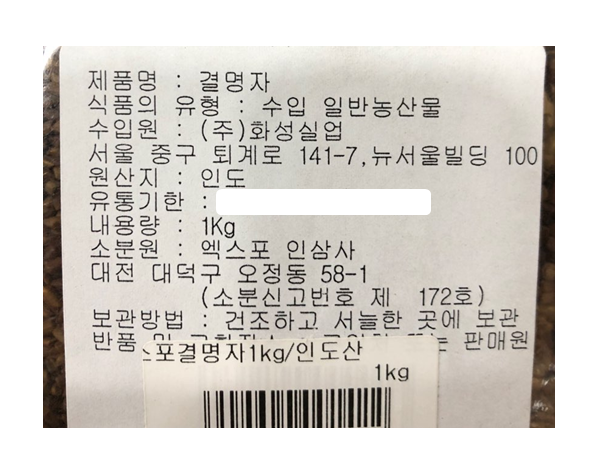 제품명 : 결명자
식품의 유형 : 수입 일반농산물
수입원 : (주)화성실업
서울 중구 퇴계로 141-7,뉴서울빌딩 100
원산지 : 인도
유통기한 :
내용량 : 1Kg
소분원 : 엑스포 인삼사
대전 대덕구 오정동 58-1
(소분신고번호 제 172호)
보관방법 : 건조하고 서늘한 곳에 보관
반품 및 판매원
포결명자1kg/인도산
1kg